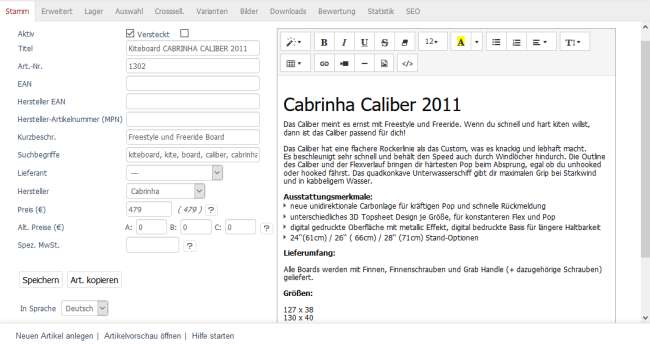 Stamm Erweitert Lager Auswahl Crosssell. Varianten Bilder Downloads Bewertung Statistik SEO
Aktiv Versteckt
Titel Kiteboard CABRINHA CALIBER 2011
Art.-Nr. 1302
EAN
Hersteller EAN
Hersteller-Artikelnummer (MPN)
Kurzbeschr. Freestyle und Freeride Board
Suchbegriffe kiteboard, kite, board, caliber, cabrinha
Lieferant ---
Hersteller Cabrinha
Preis (€) 479 ( 479 ) ?
Alt. Preise (€) A: 0 B: 0 C: 0 ?
Spez. MwSt. ?
Speichern Art. kopieren
In Sprache Deutsch
B I U S 12 A T
</>
Cabrinha Caliber 2011
Das Caliber meint es ernst mit Freestyle und Freeride. Wenn du schnell und hart kiten willst,
dann ist das Caliber passend für dich!
Das Caliber hat eine flachere Rockerlinie als das Custom, was es knackig und lebhaft macht.
Es beschleunigt sehr schnell und behält den Speed auch durch Windlöcher hindurch. Die Outline
des Caliber und der Flexverlauf bringen dir härtesten Pop beim Absprung, egal ob du unhooked
oder hooked fährst. Das quadkonkave Unterwasserschiff gibt dir maximalen Grip bei Starkwind
und in kabbeligem Wasser.
Ausstattungsmerkmale:
neue unidirektionale Carbonlage für kräftigen Pop und schnelle Rückmeldung
unterschiedliches 3D Topsheet Design je Größe, für konstanteren Flex und Pop
digital gedruckte Oberfläche mit metallic Effekt, digital bedruckte Basis für längere Haltbarkeit
24"(61cm) / 26" ( 66cm) / 28" (71cm) Stand-Optionen
Lieferumfang:
Alle Boards werden mit Finnen, Finnenschrauben und Grab Handle (+ dazugehörige Schrauben)
geliefert.
Größen:
127 x 38
130 x 40
Neuen Artikel anlegen | Artikelvorschau öffnen | Hilfe starten